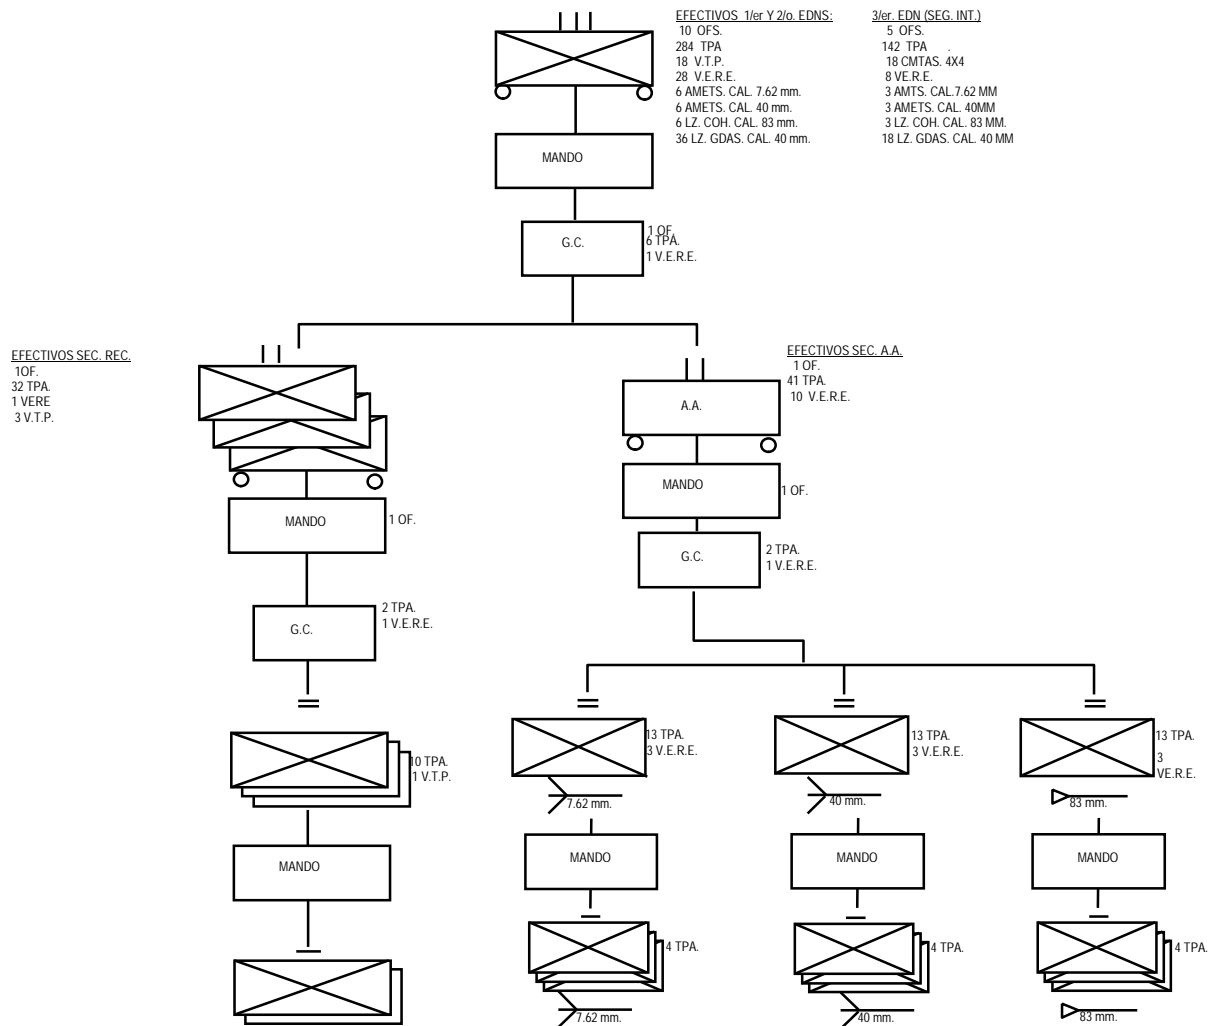 EFECTIVOS 1/er Y 2/o. EDNS:
10 OFS.
284 TPA
18 V.T.P.
28 V.E.R.E.
6 AMETS. CAL. 7.62 mm.
6 AMETS. CAL. 40 mm.
6 LZ. COH. CAL. 83 mm.
36 LZ. GDAS. CAL. 40 mm.
3/er. EDN (SEG. INT.)
5 OFS.
142 TPA .
18 CMTAS. 4X4
8 VE.R.E.
3 AMTS. CAL.7.62 MM
3 AMETS. CAL. 40MM
3 LZ. COH. CAL. 83 MM.
18 LZ. GDAS. CAL. 40 MM
MANDO
G.C.
1 OF.
6 TPA.
1 V.E.R.E.
EFECTIVOS SEC. REC.
1OF.
32 TPA.
1 VERE
3 V.T.P.
EFECTIVOS SEC. A.A.
1 OF.
41 TPA.
10 V.E.R.E.
A.A.
MANDO
1 OF.
MANDO
1 OF.
G.C.
2 TPA.
1 V.E.R.E.
G.C.
2 TPA.
1 V.E.R.E.
10 TPA.
1 V.T.P.
13 TPA.
3 V.E.R.E.
13 TPA.
3 V.E.R.E.
13 TPA.
3
VE.R.E.
7.62 mm.
40 mm.
83 mm.
MANDO
MANDO
MANDO
MANDO
4 TPA.
4 TPA.
4 TPA.
7.62 mm.
40 mm.
83 mm.